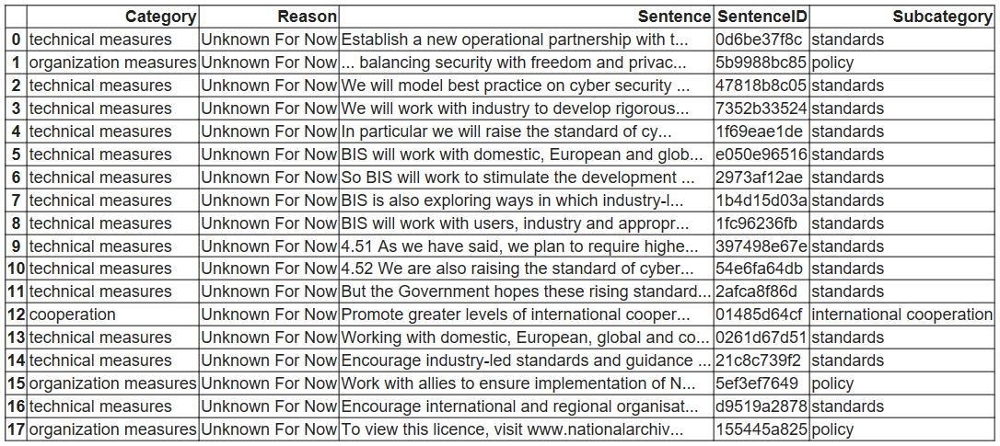 Category Reason Sentence SentenceID Subcategory
0 technical measures Unknown For Now Establish a new operational partnership with t... 0d6be37f8c standards
1 organization measures Unknown For Now ... balancing security with freedom and privac... 5b9988bc85 policy
2 technical measures Unknown For Now We will model best practice on cyber security ... 47818b8c05 standards
3 technical measures Unknown For Now We will work with industry to develop rigorous... 7352b33524 standards
4 technical measures Unknown For Now In particular we will raise the standard of cy... 1f69eae1de standards
5 technical measures Unknown For Now BIS will work with domestic, European and glob... e050e96516 standards
6 technical measures Unknown For Now So BIS will work to stimulate the development ... 2973af12ae standards
7 technical measures Unknown For Now BIS is also exploring ways in which industry-l... 1b4d15d03a standards
8 technical measures Unknown For Now BIS will work with users, industry and appropr... 1fc96236fb standards
9 technical measures Unknown For Now 4.51 As we have said, we plan to require highe... 397498e67e standards
10 technical measures Unknown For Now 4.52 We are also raising the standard of cyber... 54e6fa64db standards
11 technical measures Unknown For Now But the Government hopes these rising standard... 2afca8f86d standards
12 cooperation Unknown For Now Promote greater levels of international cooper... 01485d64cf international cooperation
13 technical measures Unknown For Now Working with domestic, European, global and co... 0261d67d51 standards
14 technical measures Unknown For Now Encourage industry-led standards and guidance ... 21c8c739f2 standards
15 organization measures Unknown For Now Work with allies to ensure implementation of N... 5ef3ef7649 policy
16 technical measures Unknown For Now Encourage international and regional organisat... d9519a2878 standards
17 organization measures Unknown For Now To view this licence, visit www.nationalarchiv... 155445a825 policy